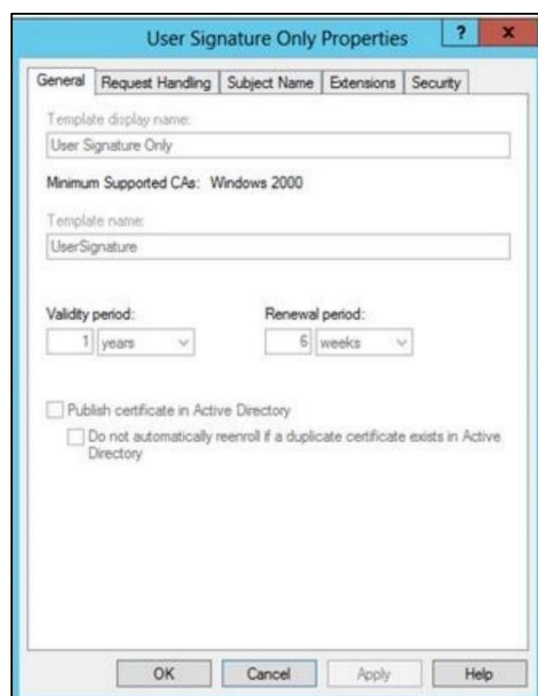 User Signature Only Properties
? x
General Request Handling Subject Name Extensions Security
Template display name:
User Signature Only
Minimum Supported CAs: Windows 2000
Template name:
UserSignature
Validity period: Renewal period:
1 years 6 weeks
Publish certificate in Active Directory
Do not automatically reenroll if a duplicate certificate exists in Active
Directory
OK Cancel Apply Help